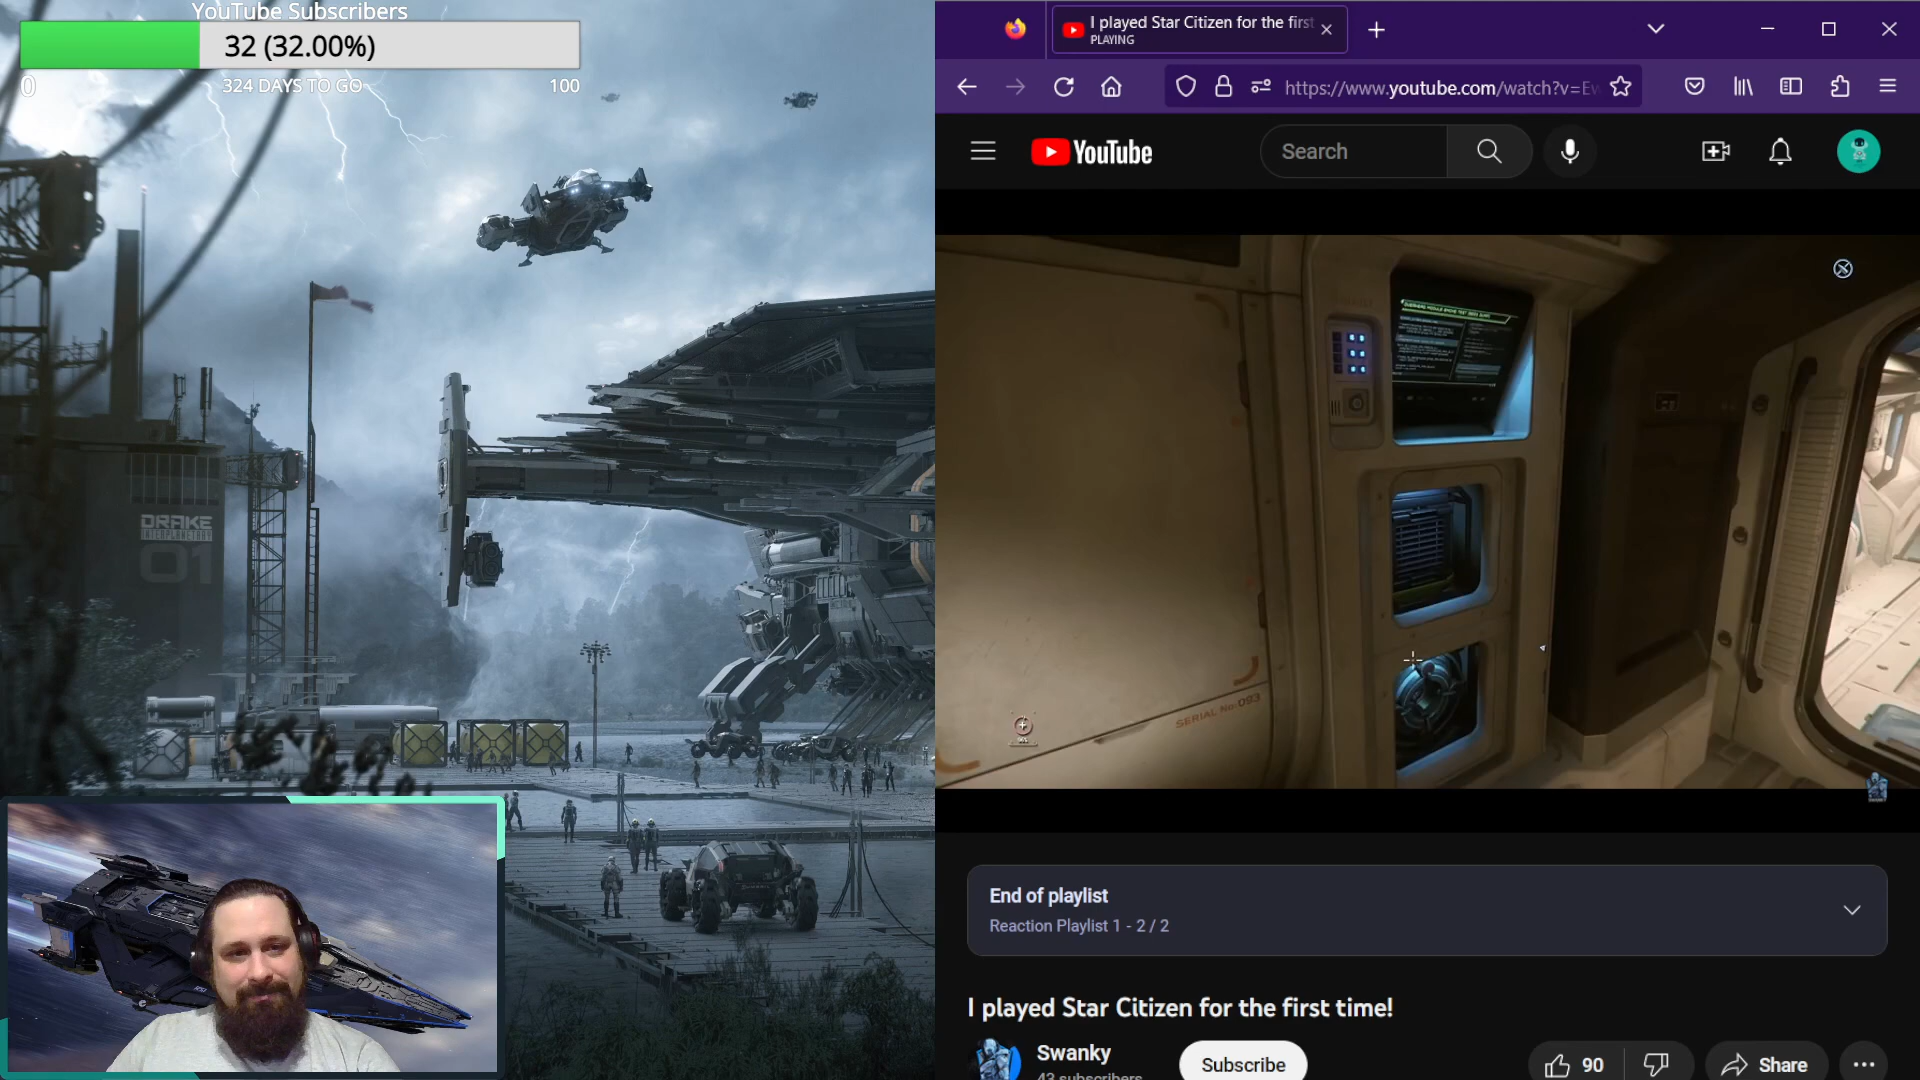 YouTube Subscribers
32 (32.00%)
0
324 DAYS TO GO
100
DRAKE
INTERPLANETARY
01
I played Star Citizen for the first
PLAYING
https://www.youtube.com/watch?v=Ew
YouTube
Search
SERIAL No. 093
End of playlist
Reaction Playlist 1 - 2 / 2
I played Star Citizen for the first time!
Swanky
43 subscribers
Subscribe
90
Share